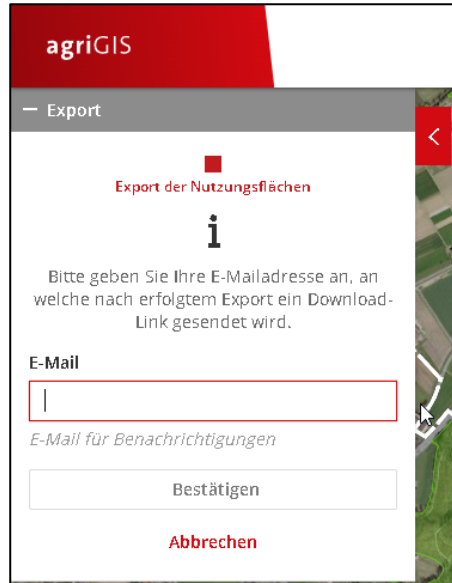 agriGIS
— Export
Export der Nutzungsflächen
i
Bitte geben Sie Ihre E-Mailadresse an, an
welche nach erfolgtem Export ein Download-
Link gesendet wird.
E-Mail
E-Mail für Benachrichtigungen
Bestätigen
Abbrechen